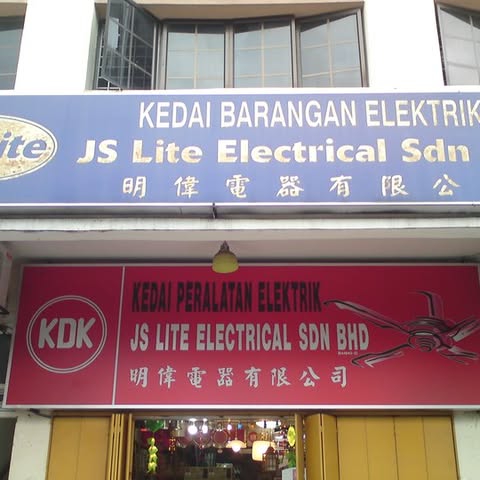 ite
KEDAI BARANGAN ELEKTRIK
JS Lite Electrical Sdn
明偉電器有限公
KDK
KEDAI PERALATAN ELEKTRIK
JS LITE ELECTRICAL SDN BHD
明偉電器有限公司